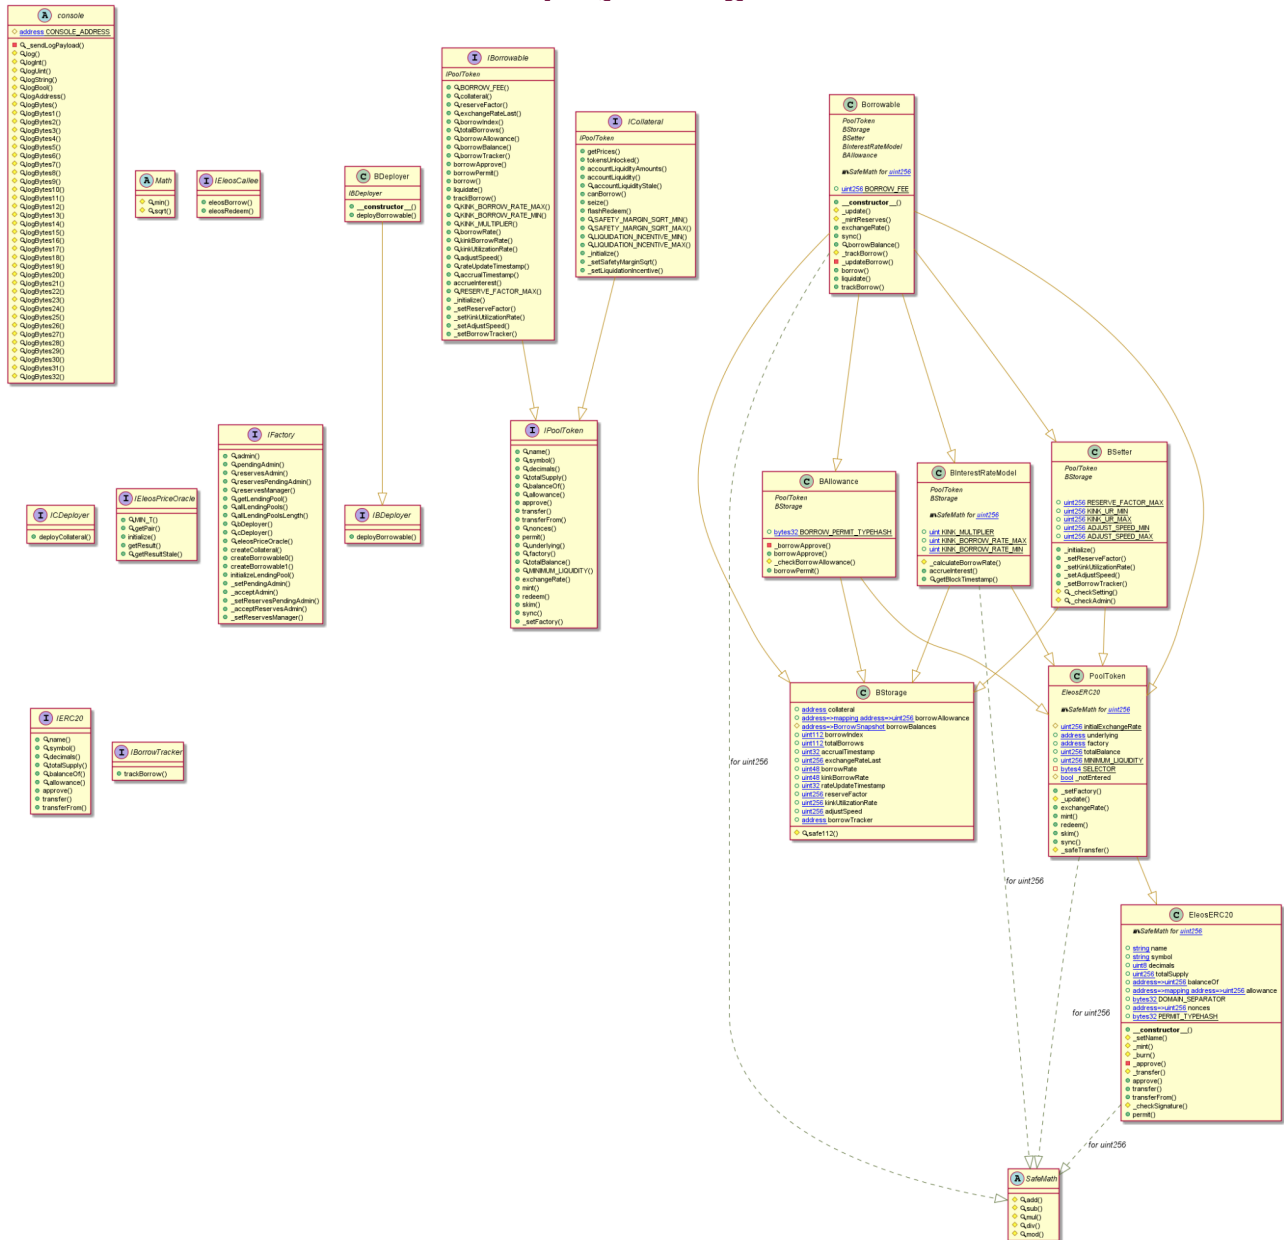 console
address CONSOLE_ADDRESS
_sendLogPayload()
log()
logInt()
logUint()
logString()
logBool()
logAddress()
logBytes()
logBytes1()
logBytes2()
logBytes3()
logBytes4()
logBytes5()
logBytes6()
logBytes7()
logBytes8()
logBytes9()
logBytes10()
logBytes11()
logBytes12()
logBytes13()
logBytes14()
logBytes15()
logBytes16()
logBytes17()
logBytes18()
logBytes19()
logBytes20()
logBytes21()
logBytes22()
logBytes23()
logBytes24()
logBytes25()
logBytes26()
logBytes27()
logBytes28()
logBytes29()
logBytes30()
logBytes31()
logBytes32()
Math
min()
sqrt()
IEleosCallee
eleosBorrow()
eleosRedeem()
BDeployer
IBDeployer
__constructor__()
deployBorrowable()
IBorrowable
IPoolToken
BORROW_FEE()
collateral()
reserveFactor()
exchangeRateLast()
borrowIndex()
totalBorrows()
borrowAllowance()
borrowBalance()
borrowTracker()
borrowApprove()
borrowPermit()
borrow()
liquidate()
trackBorrow()
KINK_BORROW_RATE_MAX()
KINK_BORROW_RATE_MIN()
KINK_MULTIPLIER()
borrowRate()
kinkBorrowRate()
kinkUtilizationRate()
adjustSpeed()
rateUpdateTimestamp()
accrualTimestamp()
accrueInterest()
RESERVE_FACTOR_MAX()
_initialize()
_setReserveFactor()
_setKinkUtilizationRate()
_setAdjustSpeed()
_setBorrowTracker()
ICollateral
IPoolToken
getPrices()
tokensUnlocked()
accountLiquidityAmounts()
accountLiquidity()
accountLiquidityStale()
canBorrow()
seize()
flashRedeem()
SAFETY_MARGIN_SQRT_MIN()
SAFETY_MARGIN_SQRT_MAX()
LIQUIDATION_INCENTIVE_MIN()
LIQUIDATION_INCENTIVE_MAX()
_initialize()
_setSafetyMarginSqrt()
_setLiquidationIncentive()
Borrowable
PoolToken
BStorage
BSetter
BInterestRateModel
BAllowance
SafeMath for uint256
uint256 BORROW_FEE
__constructor__()
_update()
_mintReserves()
exchangeRate()
sync()
borrowBalance()
_trackBorrow()
_updateBorrow()
borrow()
liquidate()
trackBorrow()
ICDeployer
deployCollateral()
IEleosPriceOracle
MIN_T()
getPair()
initialize()
getResult()
getResultStale()
IFactory
admin()
pendingAdmin()
reservesAdmin()
reservesPendingAdmin()
reservesManager()
getLendingPool()
allLendingPools()
allLendingPoolsLength()
bDeployer()
cDeployer()
eleosPriceOracle()
createCollateral()
createBorrowable0()
createBorrowable1()
initializeLendingPool()
_setPendingAdmin()
_acceptAdmin()
_setReservesPendingAdmin()
_acceptReservesAdmin()
_setReservesManager()
IBDeployer
deployBorrowable()
IPoolToken
name()
symbol()
decimals()
totalSupply()
balanceOf()
allowance()
approve()
transfer()
transferFrom()
nonces()
permit()
underlying()
factory()
totalBalance()
MINIMUM_LIQUIDITY()
exchangeRate()
mint()
redeem()
skim()
sync()
_setFactory()
BAllowance
PoolToken
BStorage
bytes32 BORROW_PERMIT_TYPEHASH
_borrowApprove()
borrowApprove()
_checkBorrowAllowance()
borrowPermit()
BInterestRateModel
PoolToken
BStorage
SafeMath for uint256
uint KINK_MULTIPLIER
uint KINK_BORROW_RATE_MAX
uint KINK_BORROW_RATE_MIN
_calculateBorrowRate()
accrueInterest()
getBlockTimestamp()
BSetter
PoolToken
BStorage
uint256 RESERVE_FACTOR_MAX
uint256 KINK_UR_MIN
uint256 KINK_UR_MAX
uint256 ADJUST_SPEED_MIN
uint256 ADJUST_SPEED_MAX
_initialize()
_setReserveFactor()
_setKinkUtilizationRate()
_setAdjustSpeed()
_setBorrowTracker()
_checkSetting()
_checkAdmin()
IERC20
name()
symbol()
decimals()
totalSupply()
balanceOf()
allowance()
approve()
transfer()
transferFrom()
IBorrowTracker
trackBorrow()
for uint256
BStorage
address collateral
address=>mapping address=>uint256 borrowAllowance
address=>BorrowSnapshot borrowBalances
uint112 borrowIndex
uint112 totalBorrows
uint32 accrualTimestamp
uint256 exchangeRateLast
uint48 borrowRate
uint48 kinkBorrowRate
uint32 rateUpdateTimestamp
uint256 reserveFactor
uint256 kinkUtilizationRate
uint256 adjustSpeed
address borrowTracker
safe112()
PoolToken
EleosERC20
SafeMath for uint256
uint256 initialExchangeRate
address underlying
address factory
uint256 totalBalance
uint256 MINIMUM_LIQUIDITY
bytes4 SELECTOR
bool _notEntered
_setFactory()
_update()
exchangeRate()
mint()
redeem()
skim()
sync()
_safeTransfer()
for uint256
for uint256
EleosERC20
SafeMath for uint256
string name
string symbol
uint8 decimals
uint256 totalSupply
address=>uint256 balanceOf
address=>mapping address=>uint256 allowance
bytes32 DOMAIN_SEPARATOR
address=>uint256 nonces
bytes32 PERMIT_TYPEHASH
__constructor__()
_setName()
_mint()
_burn()
_approve()
_transfer()
approve()
transfer()
transferFrom()
_checkSignature()
permit()
for uint256
SafeMath
add()
sub()
mul()
div()
mod()